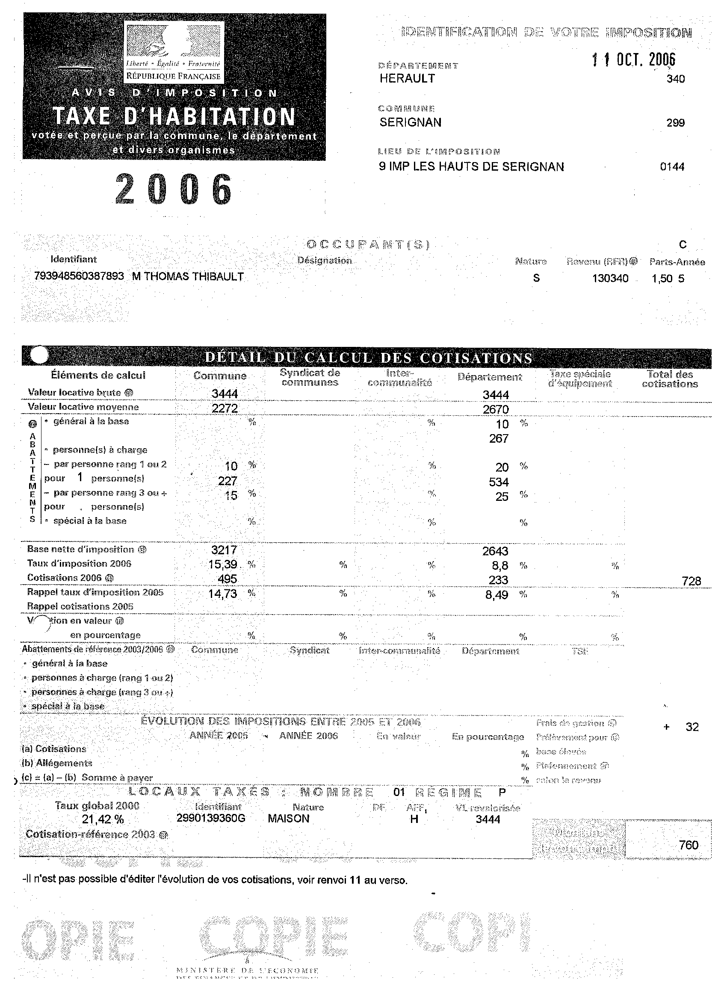 Liberté • Égalité • Fraternité
RÉPUBLIQUE FRANÇAISE
AVIS D'IMPOSITION
TAXE D'HABITATION
votée et perçue par la commune, le département
et divers organismes
2006
IDENTIFICATION DE VOTRE IMPOSITION
11 OCT. 2006
DÉPARTEMENT
HERAULT 340
COMMUNE
SERIGNAN 299
LIEU DE L'IMPOSITION
9 IMP LES HAUTS DE SERIGNAN 0144
OCCUPANT(S) C
Identifiant Désignation Nature Revenu (RFR) Parts-Année
793948560387893 M THOMAS THIBAULT S 130340 1,50 5
DÉTAIL DU CALCUL DES COTISATIONS
Éléments de calcul Commune Syndicat de communes Inter-communalité Département Taxe spéciale d'équipement Total des cotisations
Valeur locative brute 3444 3444
Valeur locative moyenne 2272 2670
ABATTEMENTS
• général à la base % % 10 %
267
• personne(s) à charge
– par personne rang 1 ou 2 10 % % 20 %
pour 1 personne(s) 227 534
– par personne rang 3 ou + 15 % % 25 %
pour personne(s)
• spécial à la base % % %
Base nette d'imposition 3217 2643
Taux d'imposition 2006 15,39 % % % 8,8 % %
Cotisations 2006 495 233 728
Rappel taux d'imposition 2005 14,73 % % % 8,49 % %
Rappel cotisations 2005
V tion en valeur
en pourcentage % % % % %
Abattements de référence 2003/2006 Commune Syndicat Inter-communalité Département TSE
• général à la base
• personnes à charge (rang 1 ou 2)
• personnes à charge (rang 3 ou +)
• spécial à la base
ÉVOLUTION DES IMPOSITIONS ENTRE 2005 ET 2006 Frais de gestion + 32
ANNÉE 2005 ANNÉE 2006 En valeur En pourcentage Prélèvement pour
(a) Cotisations % base élevée
(b) Allégements % Plafonnement
(c) = (a) – (b) Somme à payer % selon le revenu
LOCAUX TAXÉS : NOMBRE 01 REGIME P
Taux global 2000 Identifiant Nature DF AFF. VL revalorisée
21,42 % 2990139360G MAISON H 3444
Cotisation-référence 2003
760
-Il n'est pas possible d'éditer l'évolution de vos cotisations, voir renvoi 11 au verso.
OPIE COPIE COPI
MINISTÈRE DE L'ÉCONOMIE